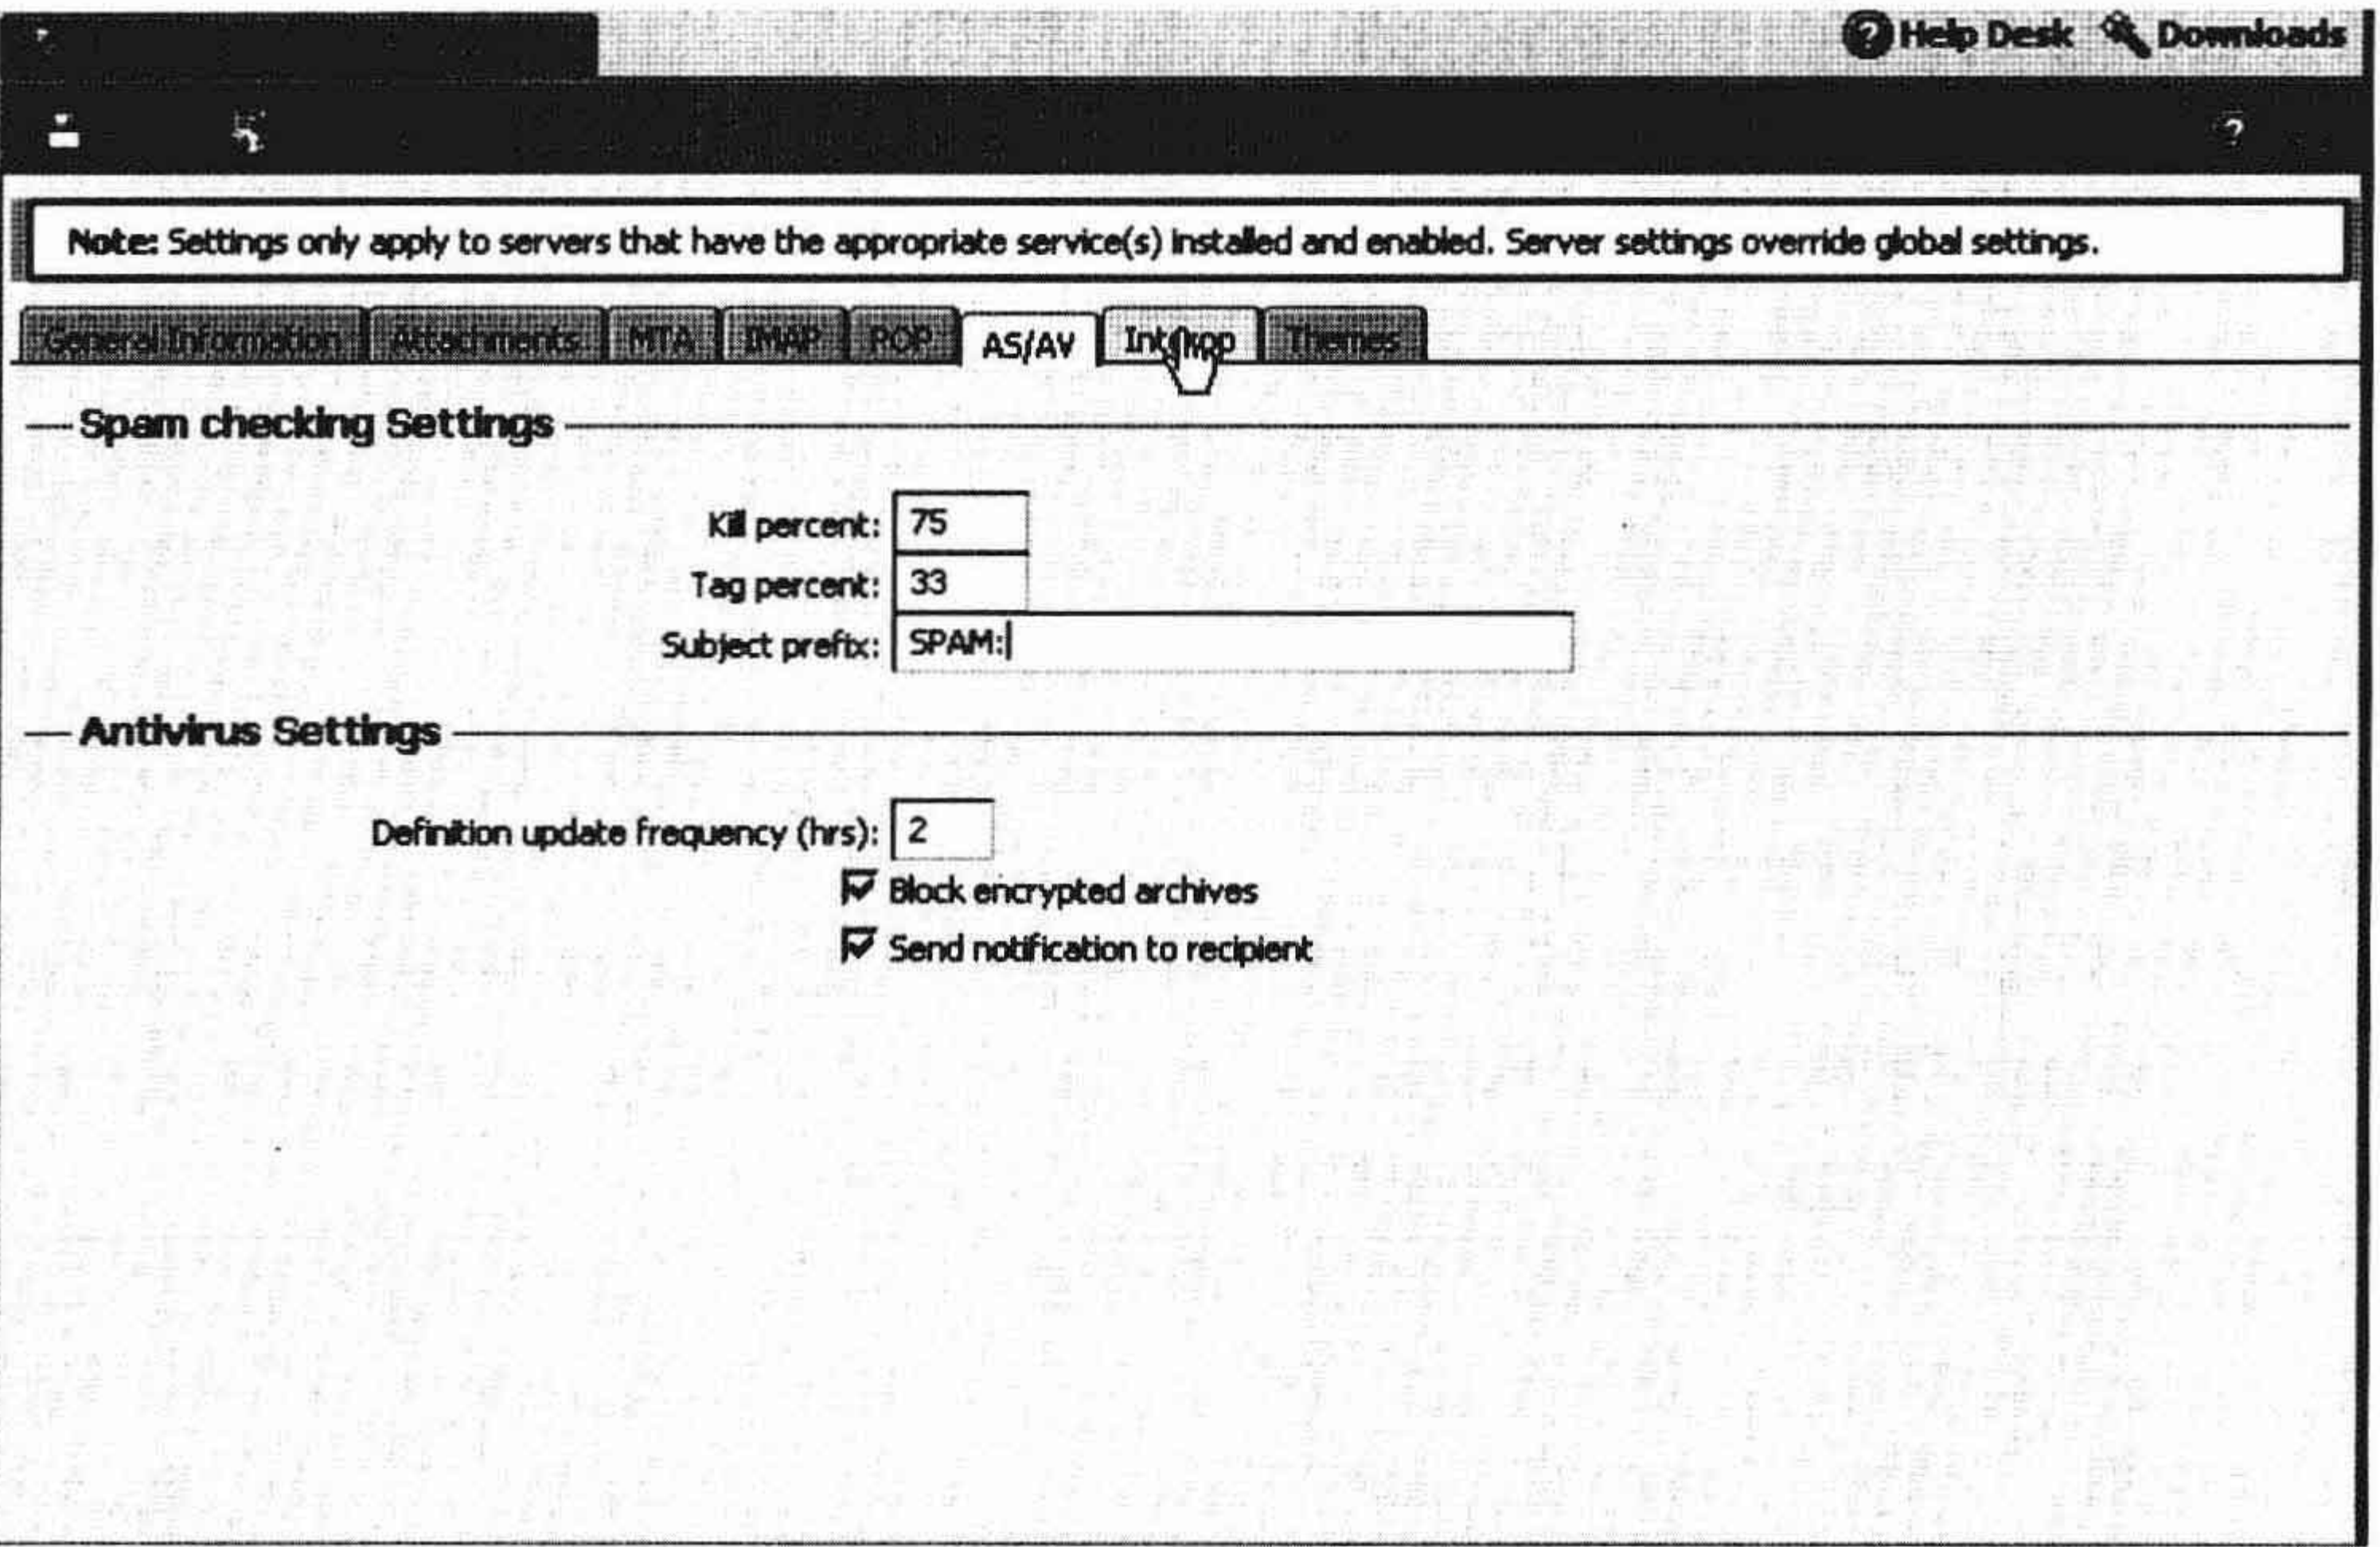 Help Desk Downloads
Note: Settings only apply to servers that have the appropriate service(s) installed and enabled. Server settings override global settings.
General Information Attachments MTA IMAP POP AS/AV Interop Themes
Spam checking Settings
Kill percent: 75
Tag percent: 33
Subject prefix: SPAM:
Antivirus Settings
Definition update frequency (hrs): 2
Block encrypted archives
Send notification to recipient